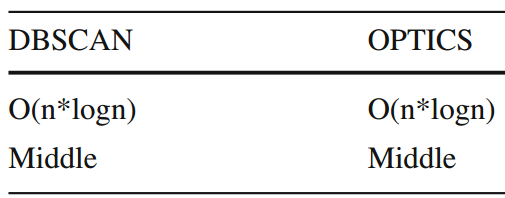 DBSCAN OPTICS
O(n*logn) O(n*logn)
Middle Middle